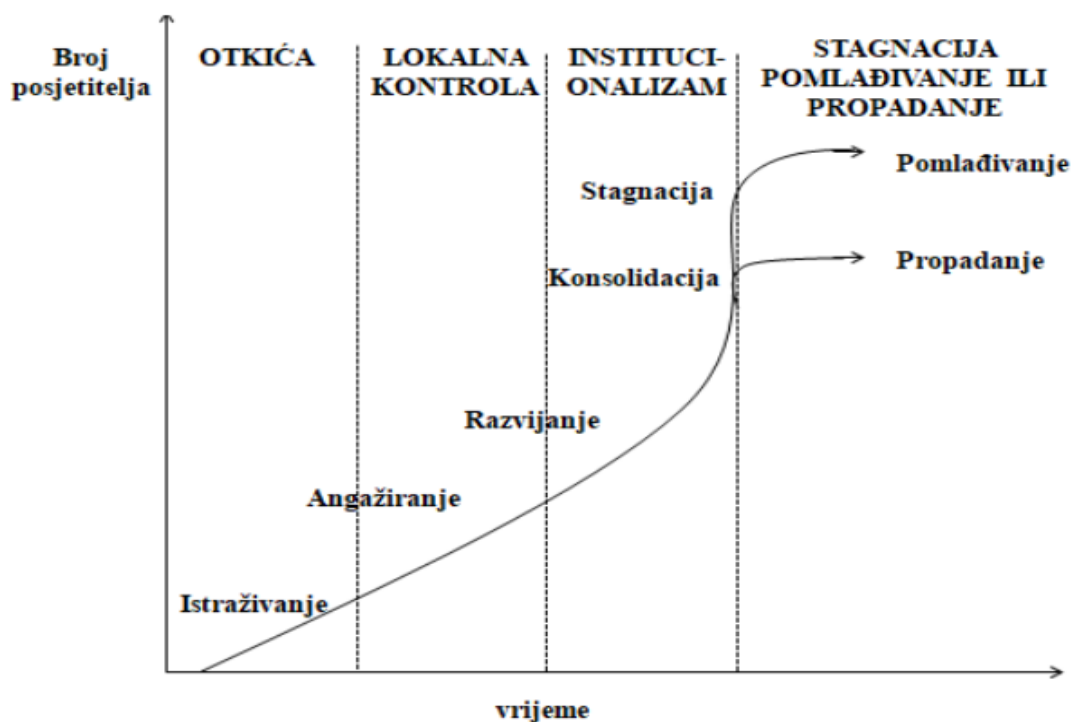 Broj
posjetitelja
OTKIĆA
LOKALNA
KONTROLA
INSTITUCI-
ONALIZAM
STAGNACIJA
POMLAĐIVANJE ILI
PROPADANJE
Pomlađivanje
Stagnacija
Propadanje
Konsolidacija
Razvijanje
Angažiranje
Istraživanje
vrijeme